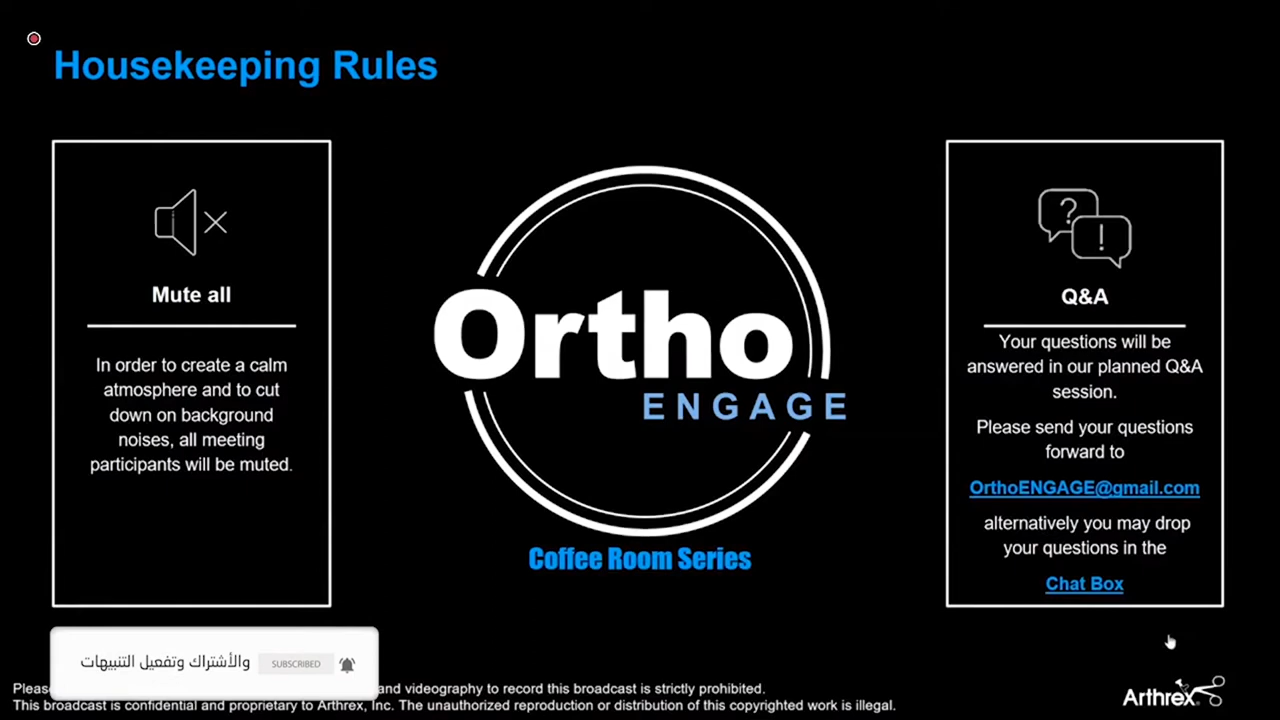 Housekeeping Rules
Mute all
In order to create a calm
atmosphere and to cut
down on background
noises, all meeting
participants will be muted.
Ortho
ENGAGE
Coffee Room Series
Q&A
Your questions will be
answered in our planned Q&A
session.
Please send your questions
forward to
OrthoENGAGE@gmail.com
alternatively you may drop
your questions in the
Chat Box
والأشتراك وتفعيل التنبيهات
SUBSCRIBED
and videography to record this broadcast is strictly prohibited.
This broadcast is confidential and proprietary to Arthrex, Inc. The unauthorized reproduction or distribution of this copyrighted work is illegal.
Arthrex